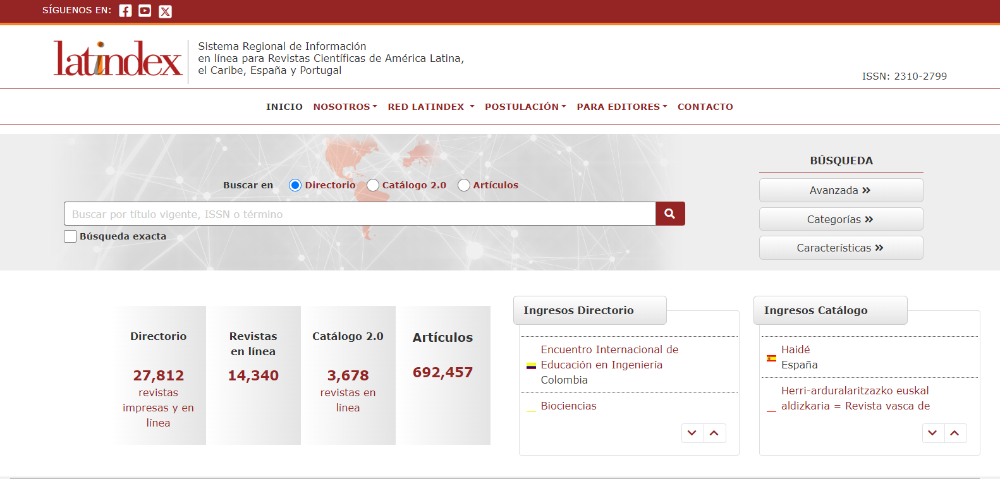 SÍGUENOS EN:
latindex
Sistema Regional de Información
en línea para Revistas Científicas de América Latina,
el Caribe, España y Portugal
ISSN: 2310-2799
INICIO NOSOTROS RED LATINDEX POSTULACIÓN PARA EDITORES CONTACTO
Buscar en Directorio Catálogo 2.0 Artículos
Buscar por título vigente, ISSN o término
Búsqueda exacta
BÚSQUEDA
Avanzada
Categorías
Características
Directorio
27,812
revistas
impresas y en
línea
Revistas
en línea
14,340
Catálogo 2.0
3,678
revistas en
línea
Artículos
692,457
Ingresos Directorio
Encuentro Internacional de
Educación en Ingeniería
Colombia
Biociencias
Ingresos Catálogo
Haidé
España
Herri-arduralaritzazko euskal
aldizkaria = Revista vasca de